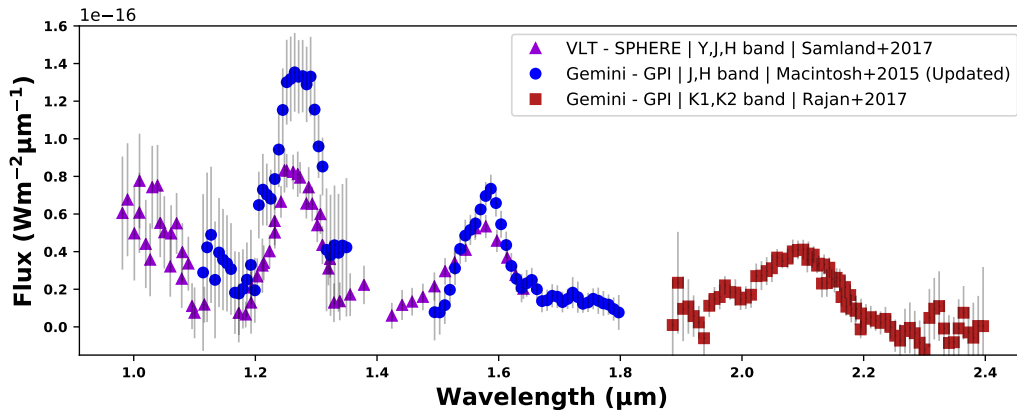 1e−16
VLT - SPHERE | Y,J,H band | Samland+2017
Gemini - GPI | J,H band | Macintosh+2015 (Updated)
Gemini - GPI | K1,K2 band | Rajan+2017
Flux (Wm⁻²μm⁻¹)
1.6
1.4
1.2
1.0
0.8
0.6
0.4
0.2
0.0
1.0 1.2 1.4 1.6 1.8 2.0 2.2 2.4
Wavelength (μm)